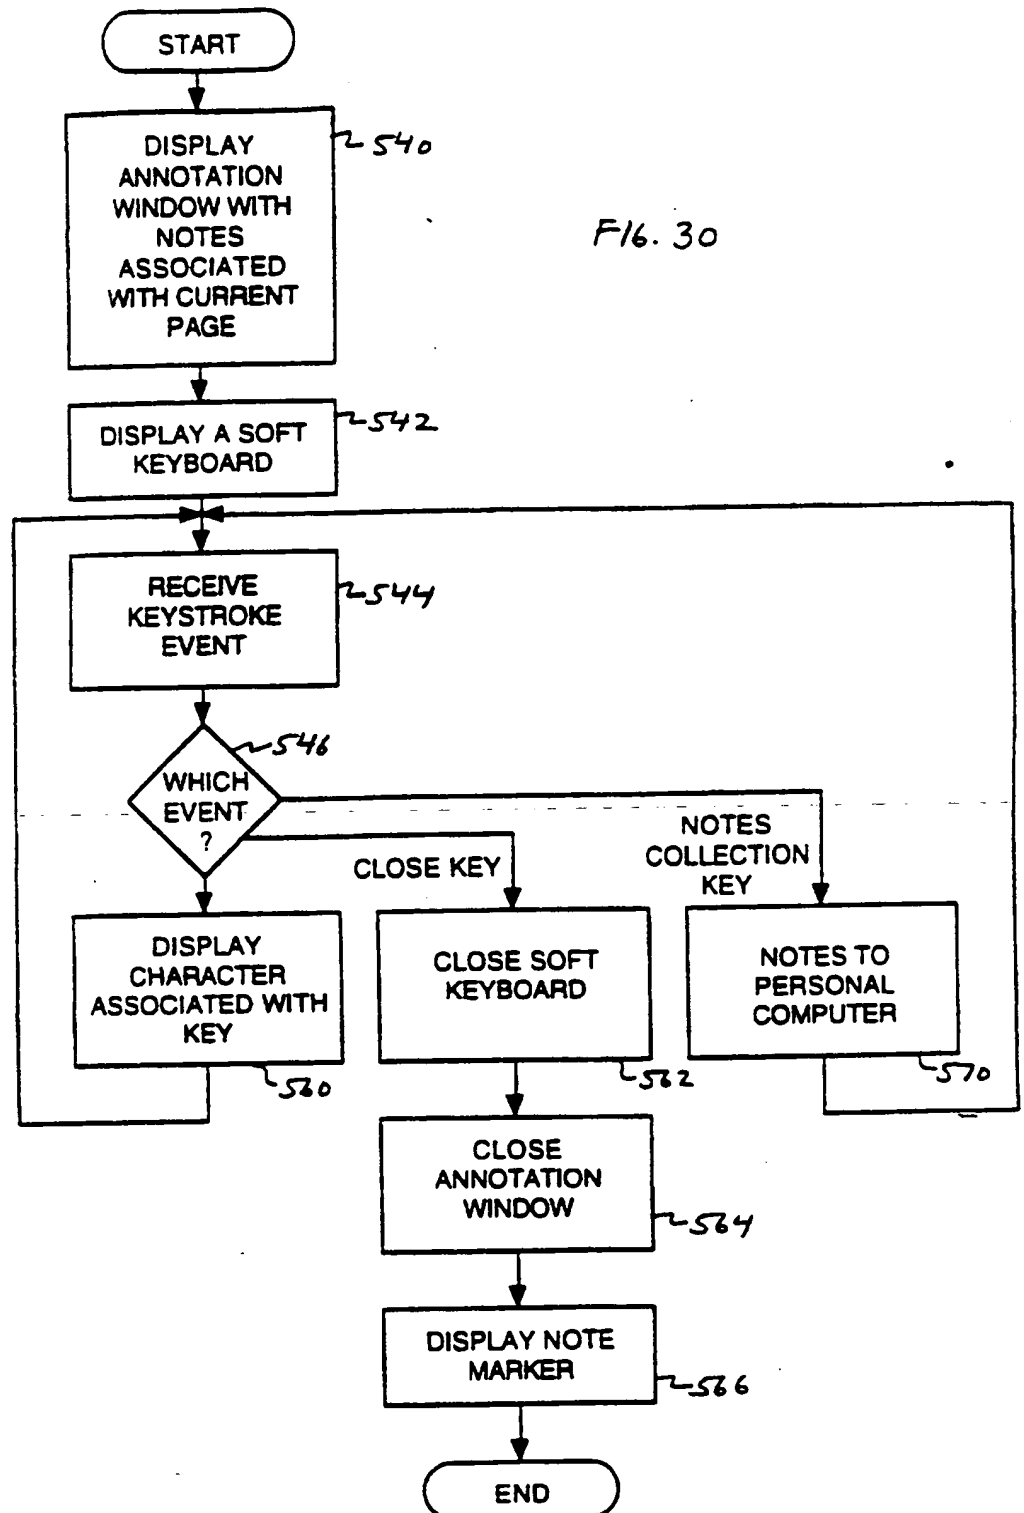 START
DISPLAY
ANNOTATION
WINDOW WITH
NOTES
ASSOCIATED
WITH CURRENT
PAGE
540
FIG. 30
DISPLAY A SOFT
KEYBOARD
542
RECEIVE
KEYSTROKE
EVENT
544
WHICH
EVENT
?
546
CLOSE KEY
NOTES
COLLECTION
KEY
DISPLAY
CHARACTER
ASSOCIATED WITH
KEY
560
CLOSE SOFT
KEYBOARD
562
NOTES TO
PERSONAL
COMPUTER
570
CLOSE
ANNOTATION
WINDOW
564
DISPLAY NOTE
MARKER
566
END